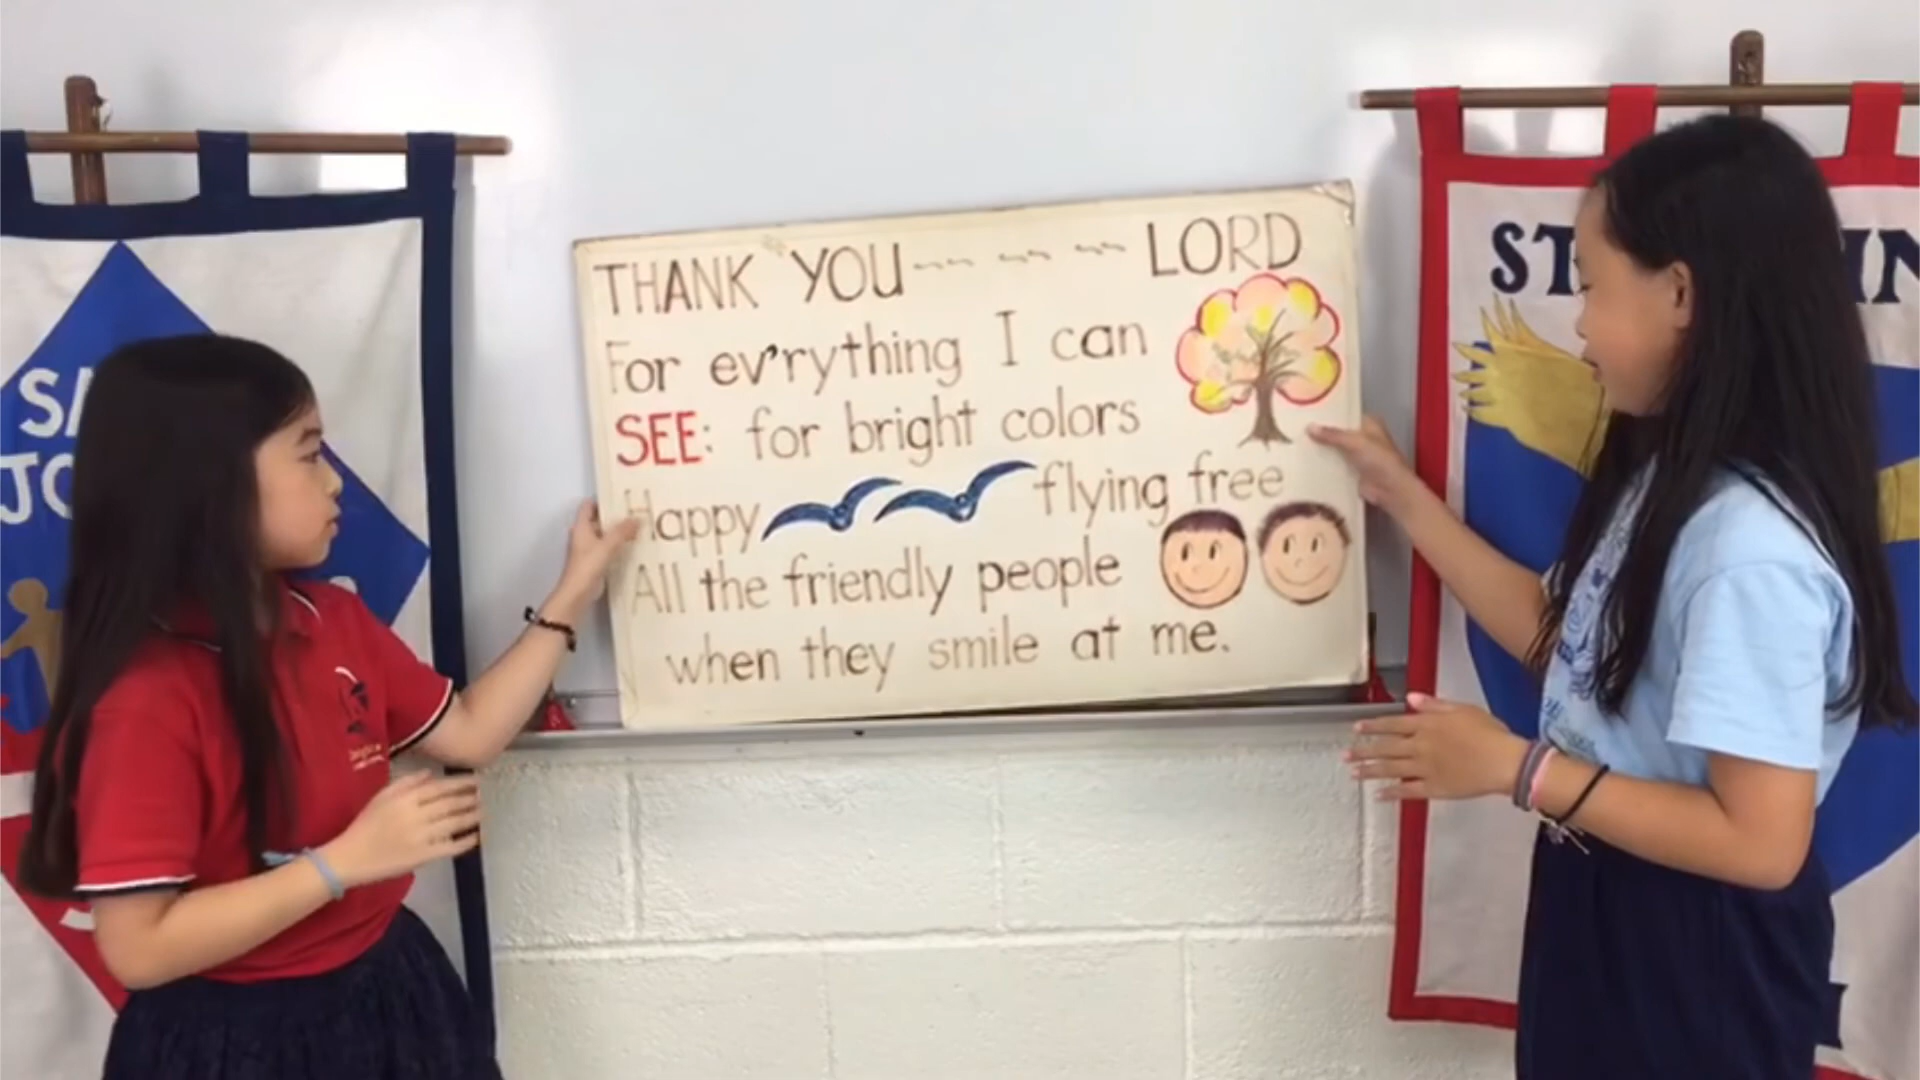 THANK YOU--- --- --- LORD
For ev'rything I can
SEE: for bright colors
Happy flying free
All the friendly people
when they smile at me.